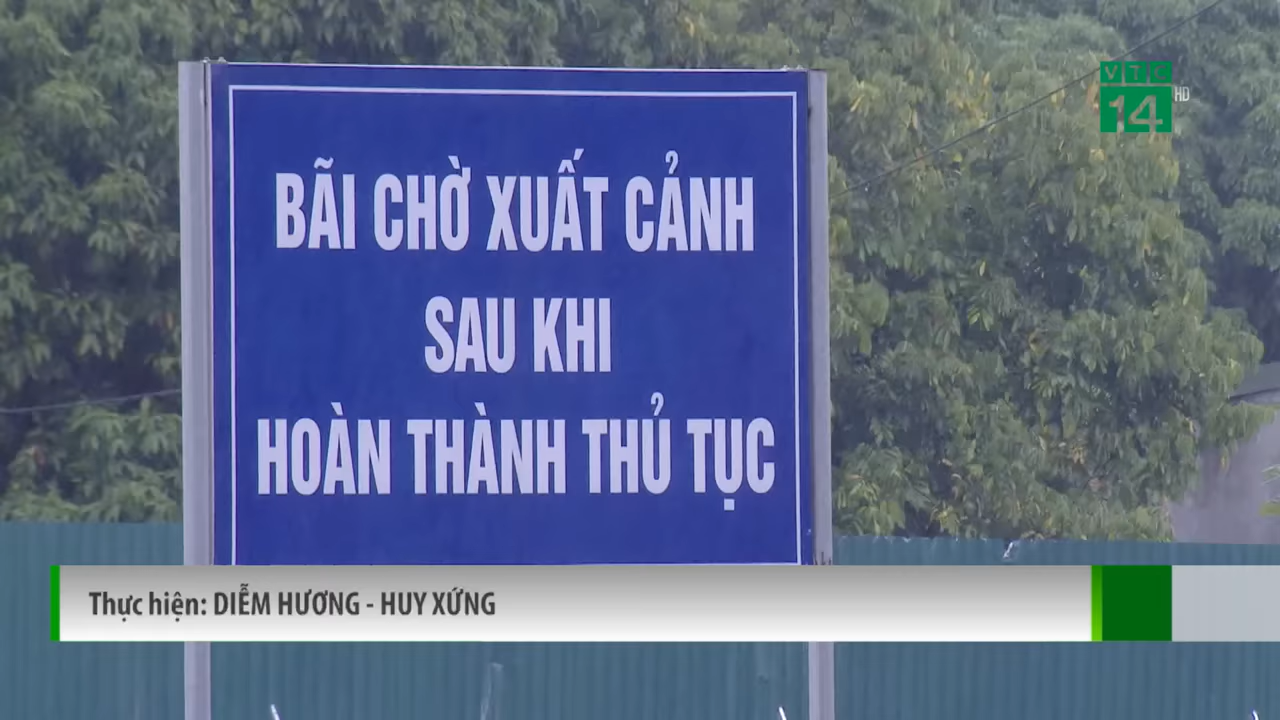 VTC
14 HD
BÃI CHỜ XUẤT CẢNH
SAU KHI
HOÀN THÀNH THỦ TỤC
Thực hiện: DIỄM HƯƠNG - HUY XỨNG